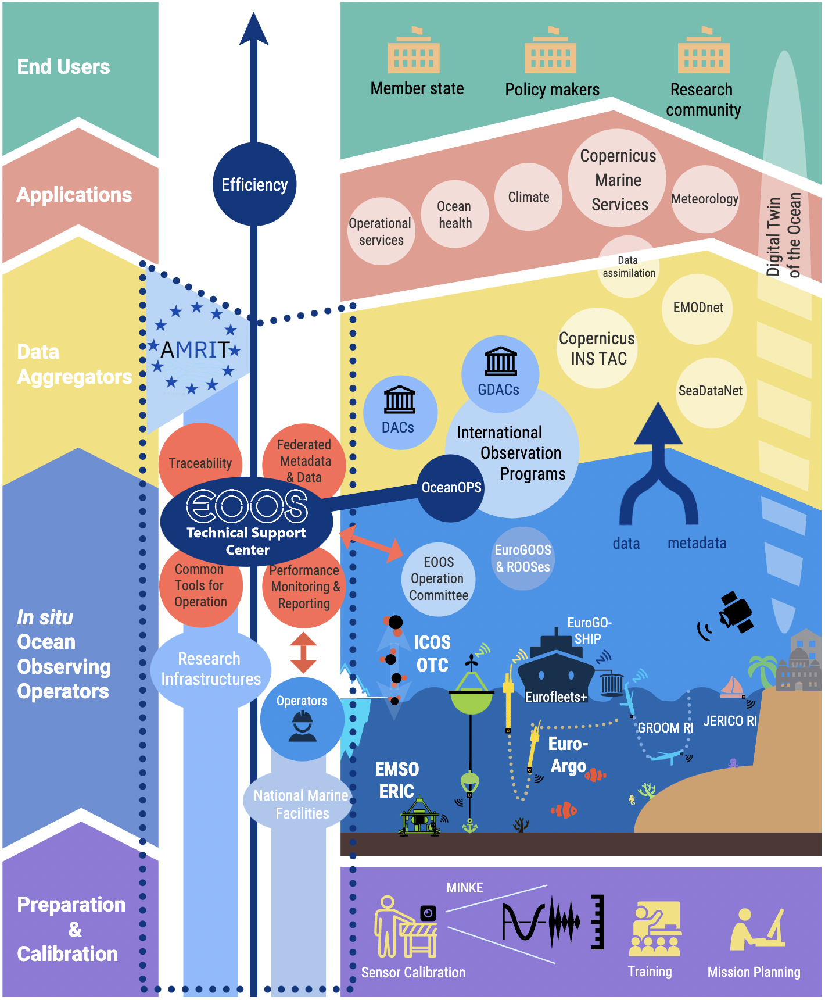 End Users
Member state
Policy makers
Research
community
Applications
Efficiency
Operational
services
Ocean
health
Climate
Copernicus
Marine
Services
Meteorology
Digital Twin
of the Ocean
Data
assimilation
Data
Aggregators
AMRIT
EMODnet
Copernicus
INS TAC
SeaDataNet
GDACs
DACs
International
Observation
Programs
OceanOPS
Traceability
Federated
Metadata
& Data
EOOS
Technical Support
Center
Common
Tools for
Operation
Performance
Monitoring &
Reporting
EOOS
Operation
Committee
EuroGOOS
& ROOSes
data
metadata
In situ
Ocean
Observing
Operators
Research
Infrastructures
Operators
National Marine
Facilities
ICOS
OTC
EuroGO-
SHIP
Eurofleets+
GROOM RI
JERICO RI
Euro-
Argo
EMSO
ERIC
Preparation
&
Calibration
MINKE
Sensor Calibration
Training
Mission Planning